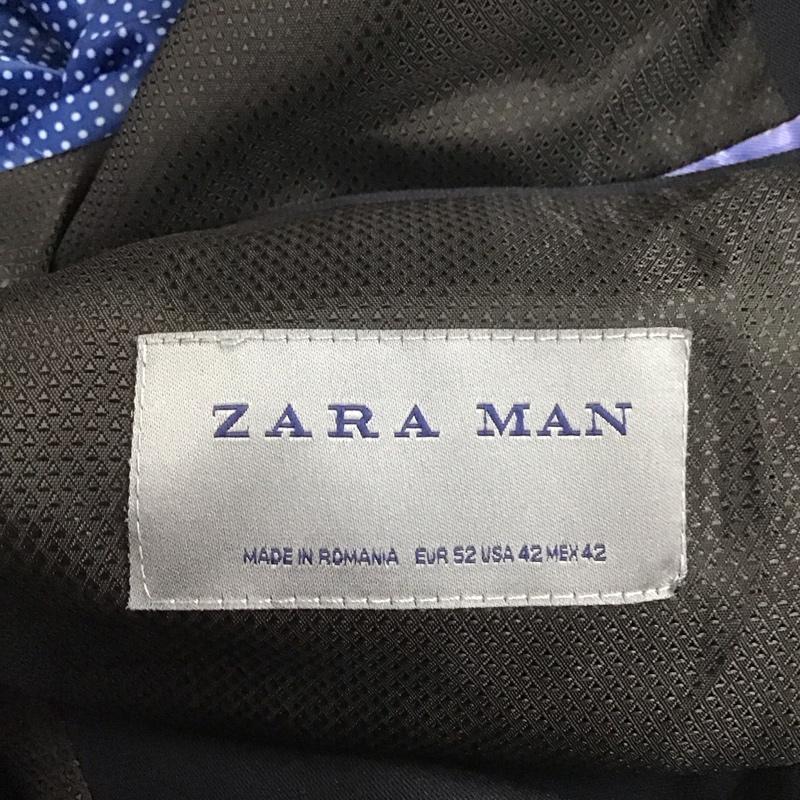 ZARA MAN
MADE IN ROMANIA EUR 52 USA 42 MEX 42